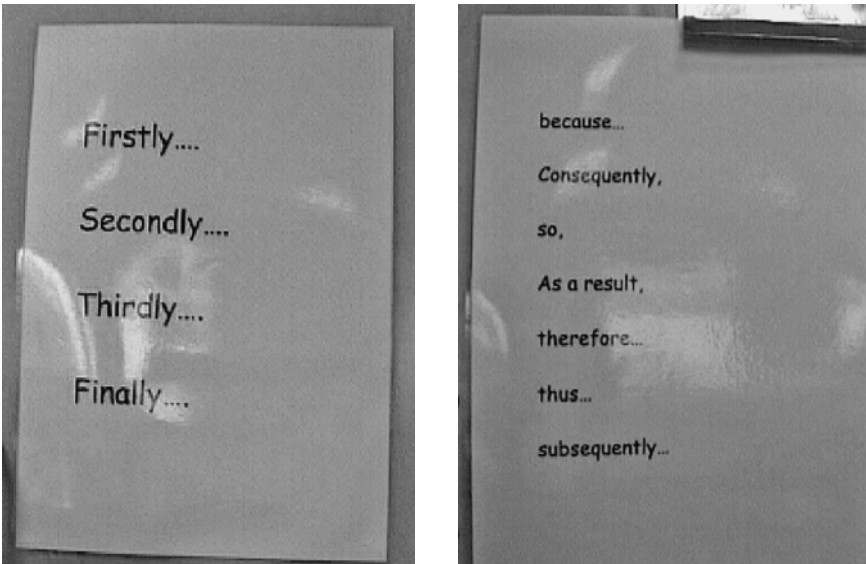 Firstly....
Secondly....
Thirdly....
Finally....
because...
Consequently,
so,
As a result,
therefore...
thus...
subsequently...